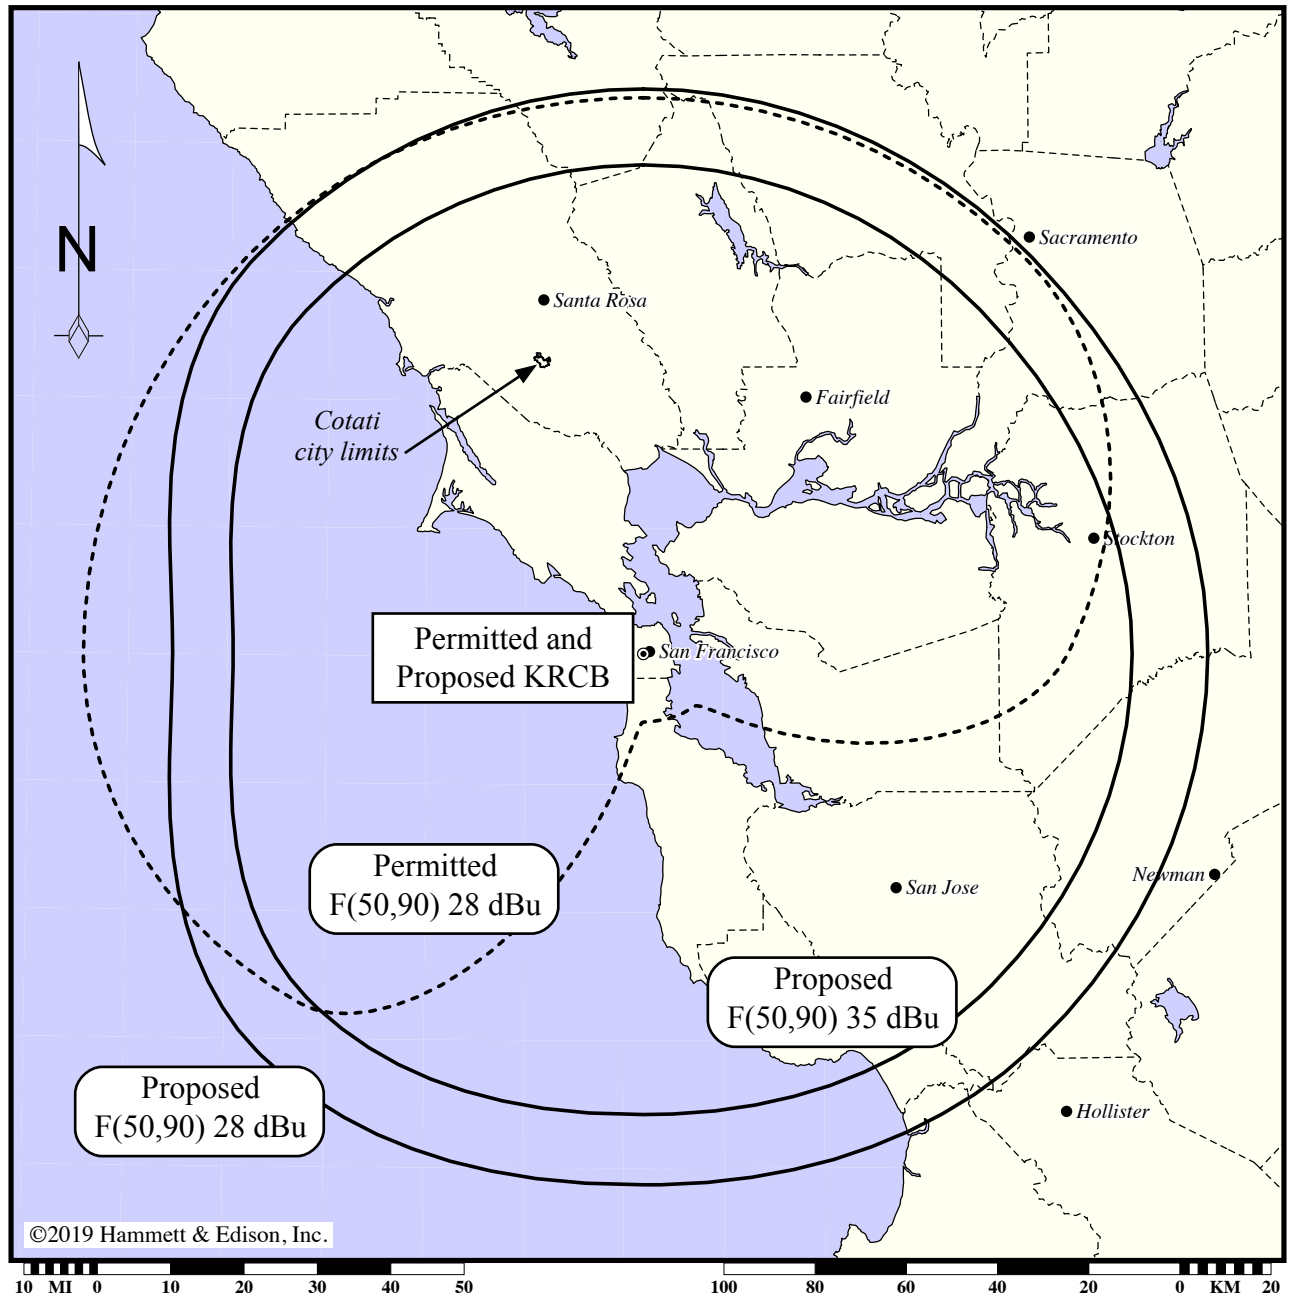 N
Sacramento
Santa Rosa
Fairfield
Cotati
city limits
Stockton
Permitted and
Proposed KRCB
San Francisco
Permitted
F(50,90) 28 dBu
San Jose
Newman
Proposed
F(50,90) 35 dBu
Proposed
F(50,90) 28 dBu
Hollister
©2019 Hammett & Edison, Inc.
10 MI 0 10 20 30 40 50 100 80 60 40 20 0 KM 20